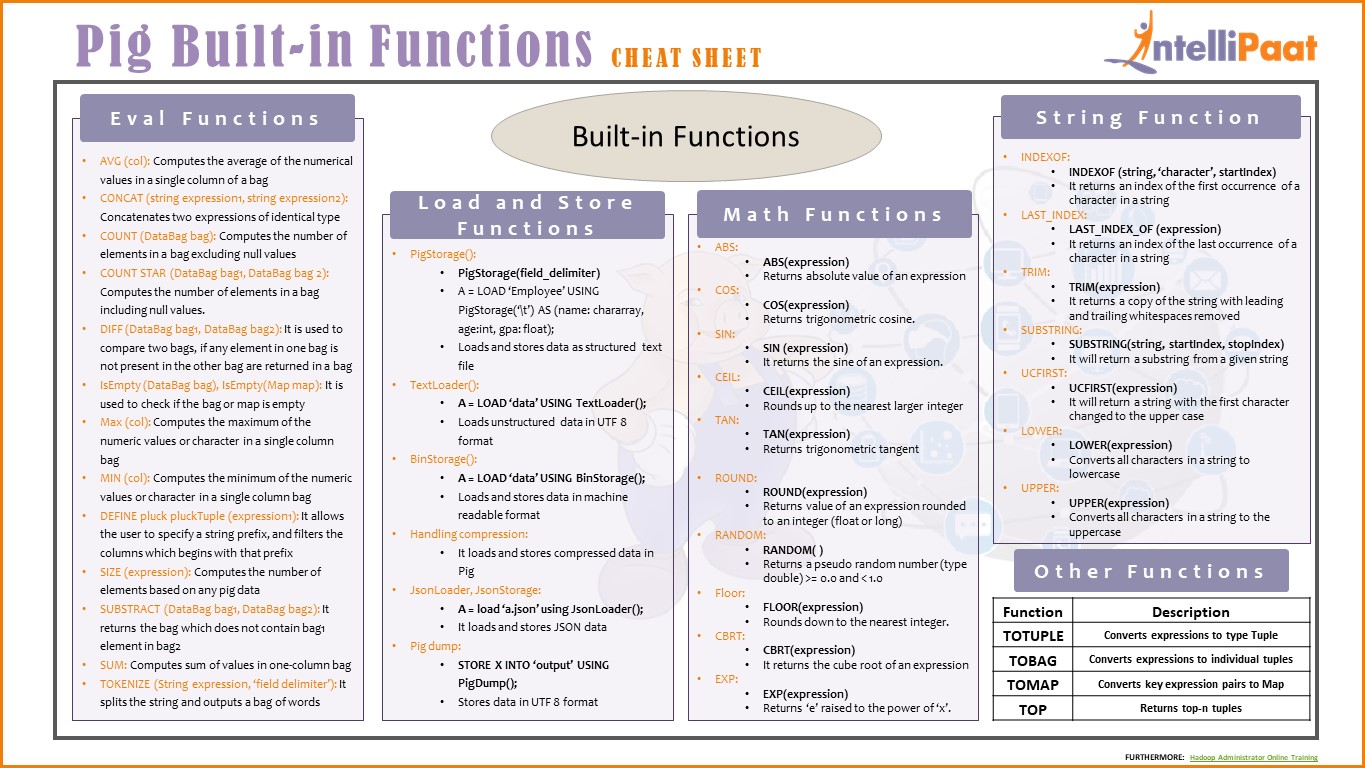 Pig Built-in Functions CHEAT SHEET
IntelliPaat
Eval Functions
• AVG (col): Computes the average of the numerical
values in a single column of a bag
• CONCAT (string expression1, string expression2):
Concatenates two expressions of identical type
• COUNT (DataBag bag): Computes the number of
elements in a bag excluding null values
• COUNT STAR (DataBag bag1, DataBag bag 2):
Computes the number of elements in a bag
including null values.
• DIFF (DataBag bag1, DataBag bag2): It is used to
compare two bags, if any element in one bag is
not present in the other bag are returned in a bag
• IsEmpty (DataBag bag), IsEmpty(Map map): It is
used to check if the bag or map is empty
• Max (col): Computes the maximum of the
numeric values or character in a single column
bag
• MIN (col): Computes the minimum of the numeric
values or character in a single column bag
• DEFINE pluck pluckTuple (expression1): It allows
the user to specify a string prefix, and filters the
columns which begins with that prefix
• SIZE (expression): Computes the number of
elements based on any pig data
• SUBSTRACT (DataBag bag1, DataBag bag2): It
returns the bag which does not contain bag1
element in bag2
• SUM: Computes sum of values in one-column bag
• TOKENIZE (String expression, ‘field delimiter’): It
splits the string and outputs a bag of words
Built-in Functions
Load and Store
Functions
• PigStorage():
• PigStorage(field_delimiter)
• A = LOAD ‘Employee’ USING
PigStorage(‘\t’) AS (name: chararray,
age:int, gpa: float);
• Loads and stores data as structured text
file
• TextLoader():
• A = LOAD ‘data’ USING TextLoader();
• Loads unstructured data in UTF 8
format
• BinStorage():
• A = LOAD ‘data’ USING BinStorage();
• Loads and stores data in machine
readable format
• Handling compression:
• It loads and stores compressed data in
Pig
• JsonLoader, JsonStorage:
• A = load ‘a.json’ using JsonLoader();
• It loads and stores JSON data
• Pig dump:
• STORE X INTO ‘output’ USING
PigDump();
• Stores data in UTF 8 format
Math Functions
• ABS:
• ABS(expression)
• Returns absolute value of an expression
• COS:
• COS(expression)
• Returns trigonometric cosine.
• SIN:
• SIN (expression)
• It returns the sine of an expression.
• CEIL:
• CEIL(expression)
• Rounds up to the nearest larger integer
• TAN:
• TAN(expression)
• Returns trigonometric tangent
• ROUND:
• ROUND(expression)
• Returns value of an expression rounded
to an integer (float or long)
• RANDOM:
• RANDOM( )
• Returns a pseudo random number (type
double) >= 0.0 and < 1.0
• Floor:
• FLOOR(expression)
• Rounds down to the nearest integer.
• CBRT:
• CBRT(expression)
• It returns the cube root of an expression
• EXP:
• EXP(expression)
• Returns ‘e’ raised to the power of ‘x’.
String Function
• INDEXOF:
• INDEXOF (string, ‘character’, startIndex)
• It returns an index of the first occurrence of a
character in a string
• LAST_INDEX:
• LAST_INDEX_OF (expression)
• It returns an index of the last occurrence of a
character in a string
• TRIM:
• TRIM(expression)
• It returns a copy of the string with leading
and trailing whitespaces removed
• SUBSTRING:
• SUBSTRING(string, startIndex, stopIndex)
• It will return a substring from a given string
• UCFIRST:
• UCFIRST(expression)
• It will return a string with the first character
changed to the upper case
• LOWER:
• LOWER(expression)
• Converts all characters in a string to
lowercase
• UPPER:
• UPPER(expression)
• Converts all characters in a string to the
uppercase
Other Functions
Function Description
TOTUPLE Converts expressions to type Tuple
TOBAG Converts expressions to individual tuples
TOMAP Converts key expression pairs to Map
TOP Returns top-n tuples
FURTHERMORE: Hadoop Administrator Online Training